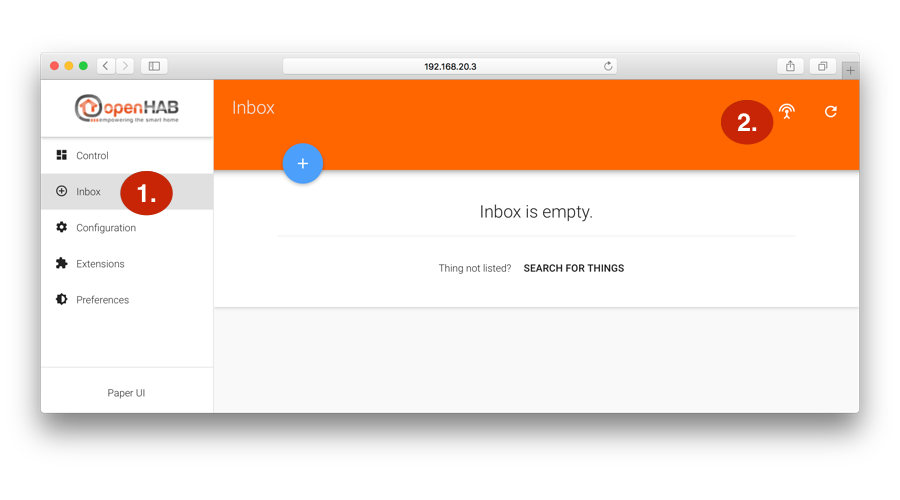 192.168.20.3
openHAB
empowering the smart home
Inbox
2.
Control
Inbox
1.
Configuration
Extensions
Preferences
Inbox is empty.
Thing not listed? SEARCH FOR THINGS
Paper UI